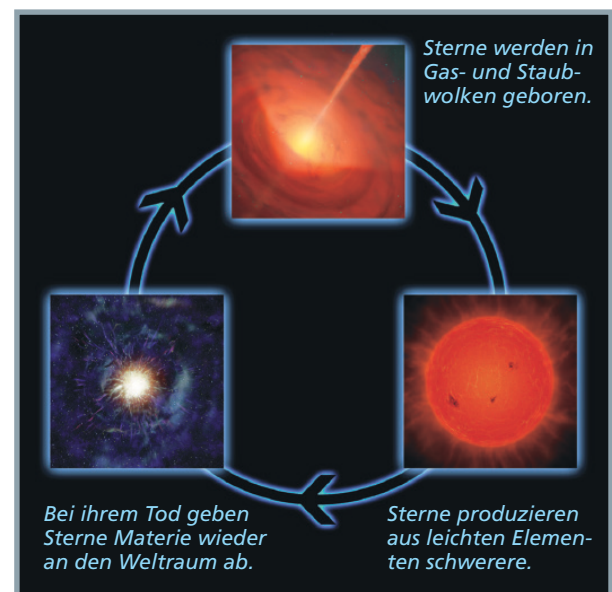 Sterne werden in
Gas- und Staub-
wolken geboren.
Bei ihrem Tod geben
Sterne Materie wieder
an den Weltraum ab.
Sterne produzieren
aus leichten Elemen-
ten schwerere.